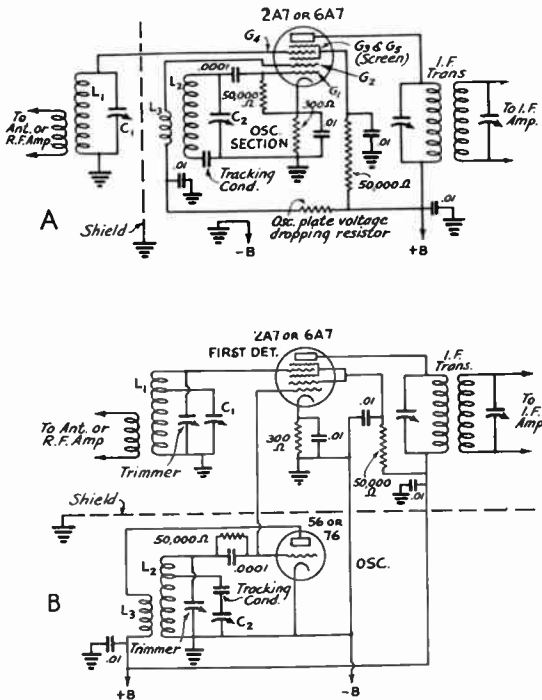 2A7 or 6A7
G4
G3 & G5
(Screen)
G2
G1
.0001
50,000Ω
L1
L2
L3
C1
C2
300Ω
.01
OSC.
SECTION
.01
.01
I.F.
Trans
To
Ant. or
R.F. Amp.
To I.F.
Amp.
Tracking
Cond.
.01
50,000Ω
A
Shield
-B
Osc. plate voltage
dropping resistor
.01
+B
2A7 or 6A7
FIRST DET.
I.F.
Trans.
L1
C1
To Ant. or
R.F. Amp
Trimmer
300
Ω
.01
.01
50,000
Ω
.01
To
I.F.
Amp.
Shield
56 or
76
50,000Ω
.0001
L2
L3
Tracking
Cond.
C2
OSC.
B
Trimmer
.01
+B
-B